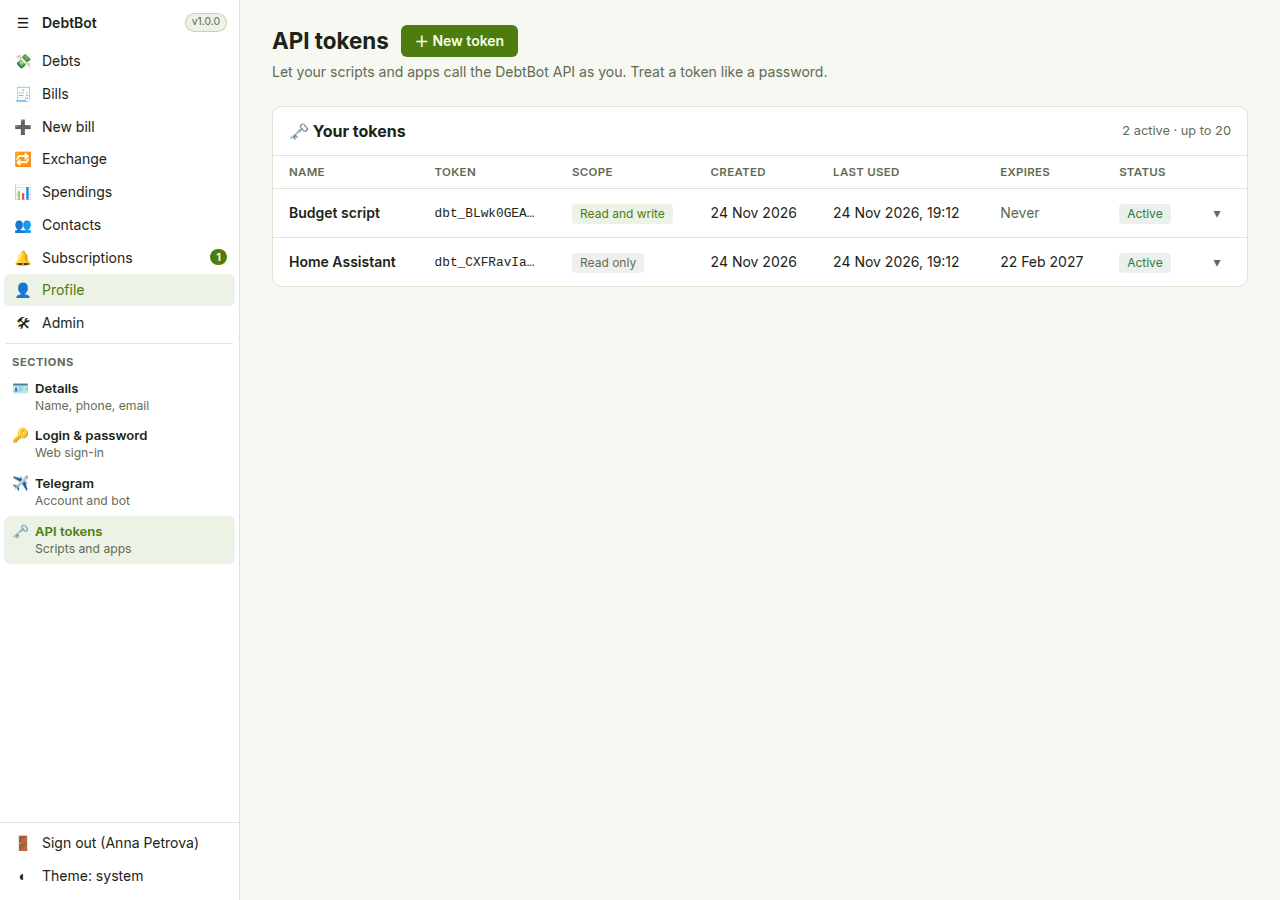 DebtBot v1.0.0
Debts
Bills
New bill
Exchange
Spendings
Contacts
Subscriptions 1
Profile
Admin
SECTIONS
Details
Name, phone, email
Login & password
Web sign-in
Telegram
Account and bot
API tokens
Scripts and apps
Sign out (Anna Petrova)
Theme: system
API tokens + New token
Let your scripts and apps call the DebtBot API as you. Treat a token like a password.
Your tokens 2 active · up to 20
NAME TOKEN SCOPE CREATED LAST USED EXPIRES STATUS
Budget script dbt_BLwk0GEA… Read and write 24 Nov 2026 24 Nov 2026, 19:12 Never Active
Home Assistant dbt_CXFRavIa… Read only 24 Nov 2026 24 Nov 2026, 19:12 22 Feb 2027 Active